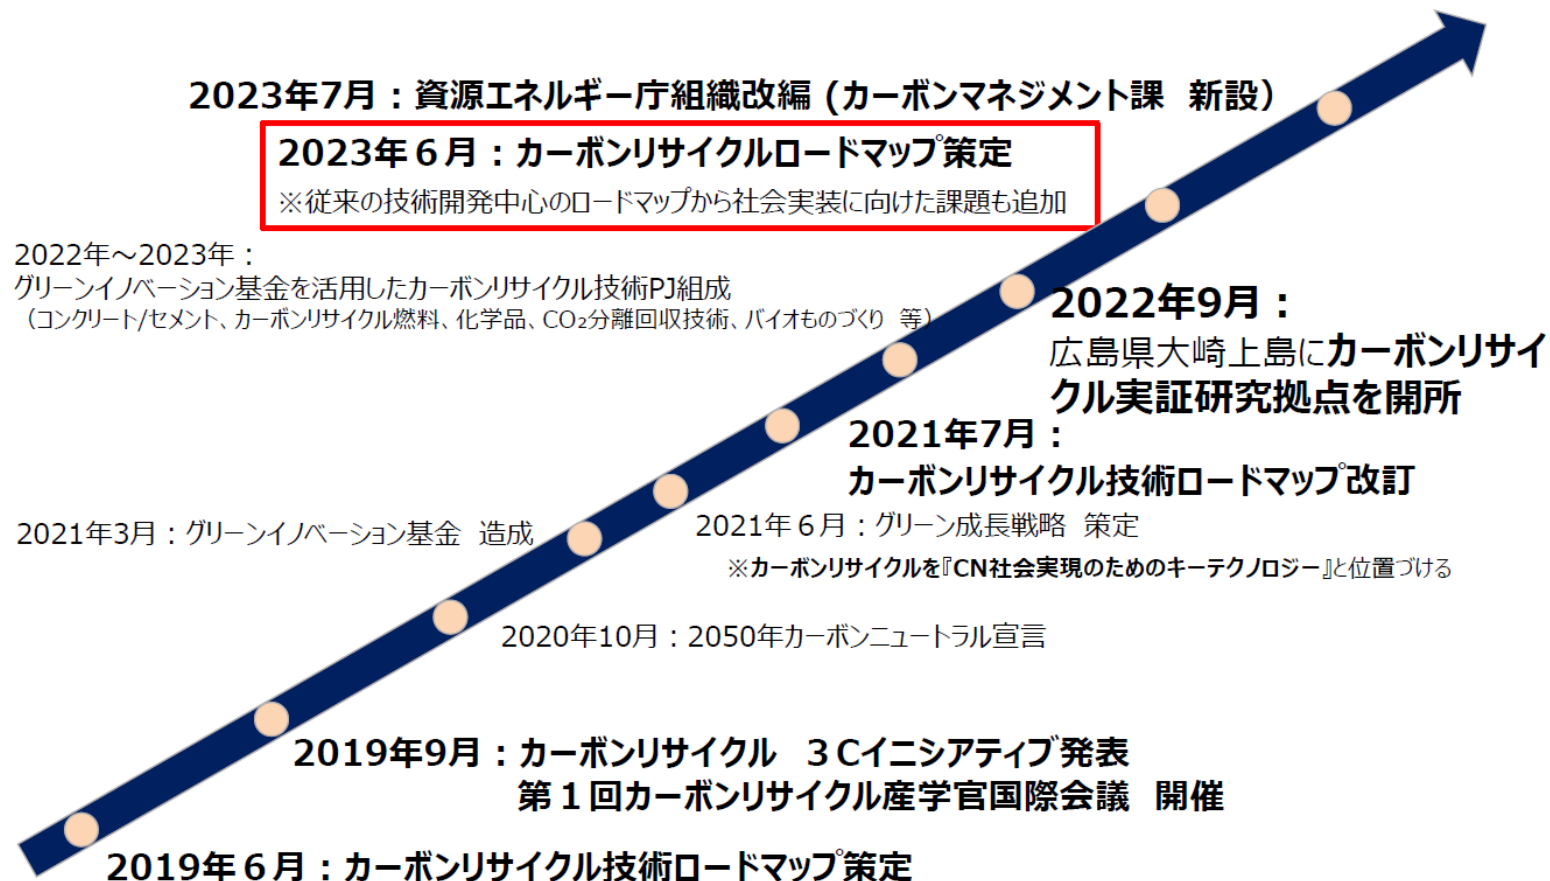 2023年7月：資源エネルギー庁組織改編 (カーボンマネジメント課　新設）
2023年６月：カーボンリサイクルロードマップ策定
※従来の技術開発中心のロードマップから社会実装に向けた課題も追加
2022年～2023年：
グリーンイノベーション基金を活用したカーボンリサイクル技術PJ組成
（コンクリート/セメント、カーボンリサイクル燃料、化学品、CO₂分離回収技術、バイオものづくり　等）
2022年9月：
広島県大崎上島にカーボンリサイ
クル実証研究拠点を開所
2021年7月：
カーボンリサイクル技術ロードマップ改訂
2021年3月：グリーンイノベーション基金　造成
2021年６月：グリーン成長戦略　策定
※カーボンリサイクルを『CN社会実現のためのキーテクノロジー』と位置づける
2020年10月：2050年カーボンニュートラル宣言
2019年9月：カーボンリサイクル　３Cイニシアティブ発表
第１回カーボンリサイクル産学官国際会議　開催
2019年６月：カーボンリサイクル技術ロードマップ策定